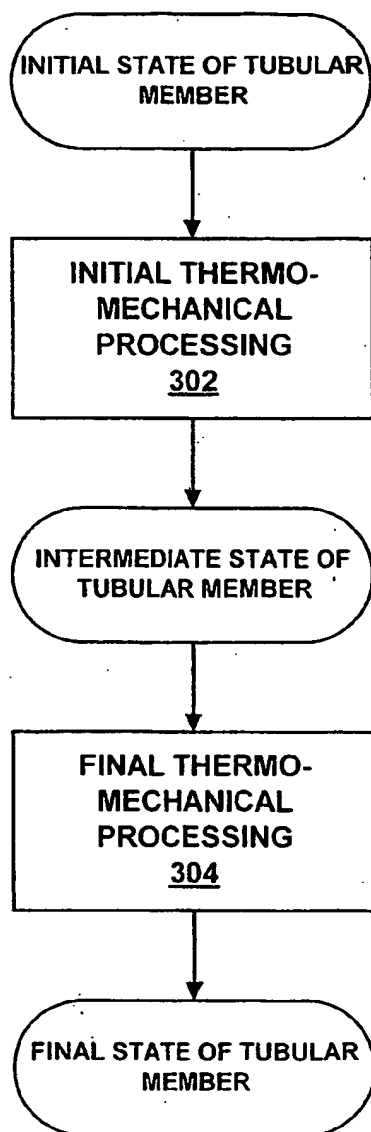 INITIAL STATE OF TUBULAR
MEMBER
INITIAL THERMO-
MECHANICAL
PROCESSING
302
INTERMEDIATE STATE OF
TUBULAR MEMBER
FINAL THERMO-
MECHANICAL
PROCESSING
304
FINAL STATE OF TUBULAR
MEMBER